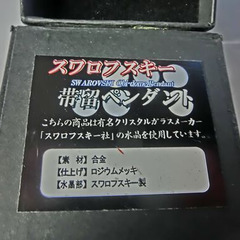 スワロフスキー
SWAROVSKI
帯留ペンダント
こちらの商品は有名クリスタルガラスメーカー
「スワロフスキー社」の水晶を使用しています。
【素　材】合金
【仕上げ】ロジウムメッキ
【水晶部】スワロフスキー製